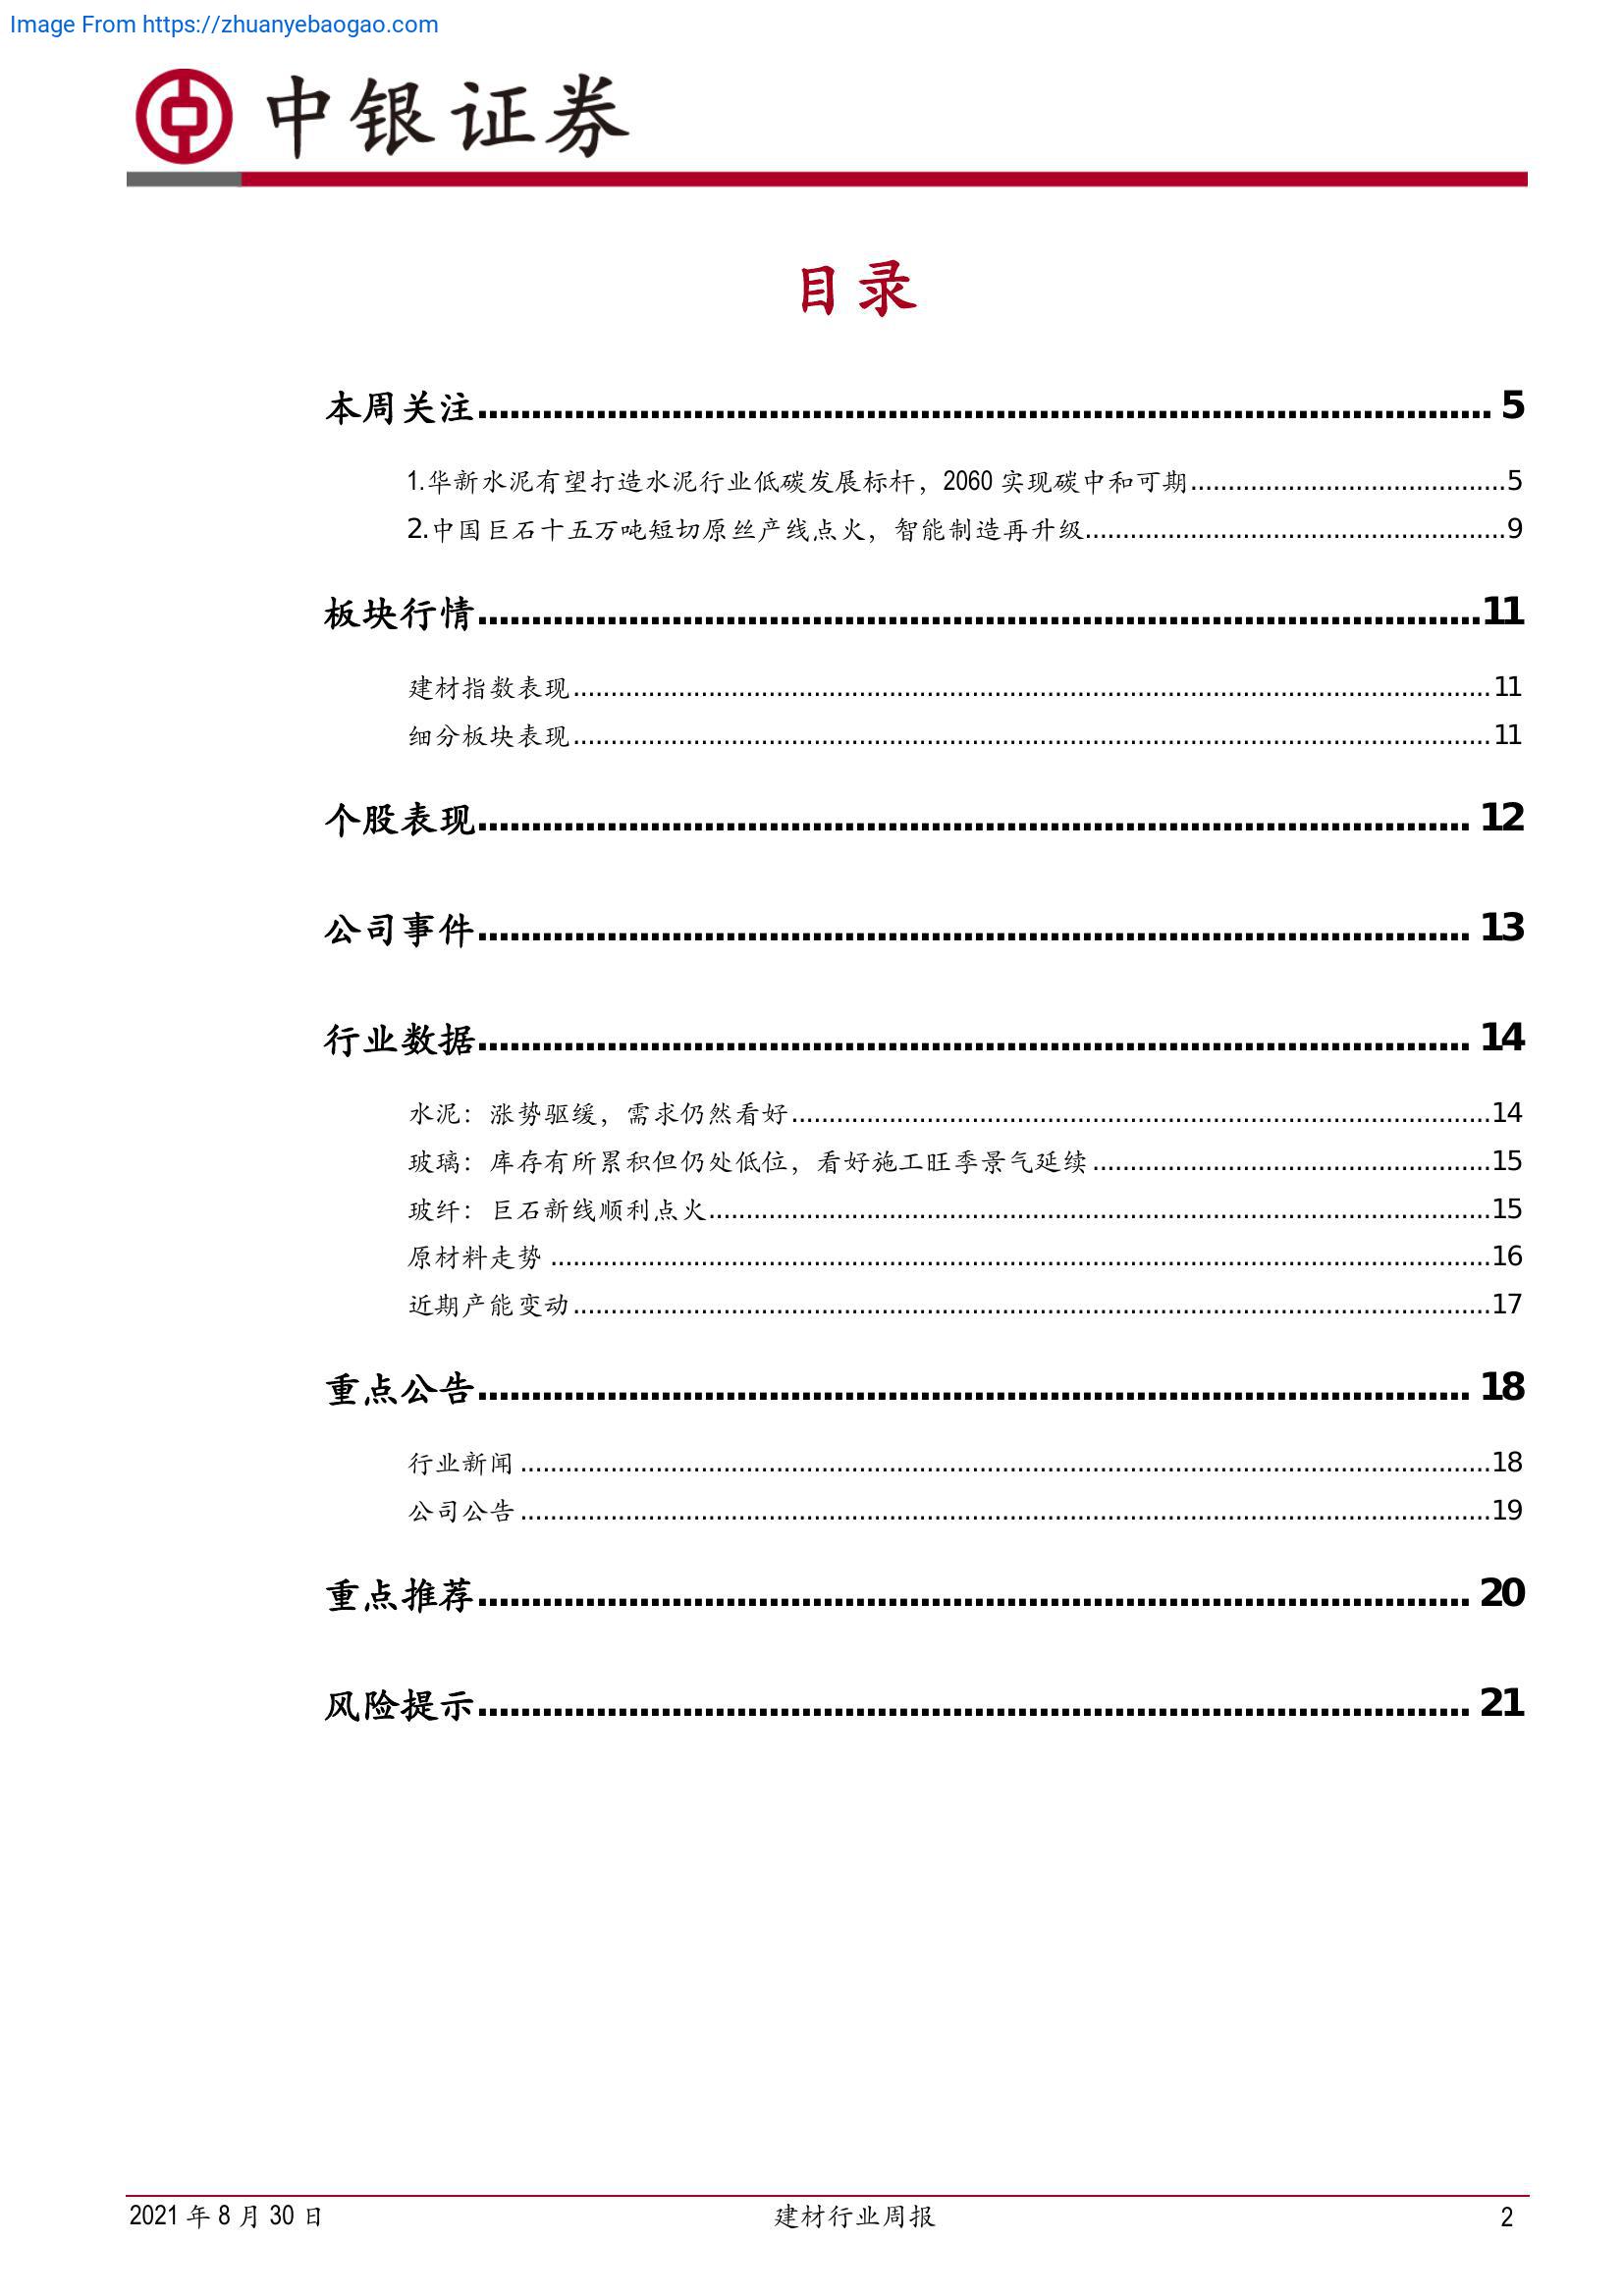 Image From https://zhuanyebaogao.com
中银证券
目录
本周关注 5
1.华新水泥有望打造水泥行业低碳发展标杆，2060 实现碳中和可期 5
2.中国巨石十五万吨短切原丝产线点火，智能制造再升级 9
板块行情 11
建材指数表现 11
细分板块表现 11
个股表现 12
公司事件 13
行业数据 14
水泥：涨势驱缓，需求仍然看好 14
玻璃：库存有所累积但仍处低位，看好施工旺季景气延续 15
玻纤：巨石新线顺利点火 15
原材料走势 16
近期产能变动 17
重点公告 18
行业新闻 18
公司公告 19
重点推荐 20
风险提示 21
2021 年 8 月 30 日 建材行业周报 2